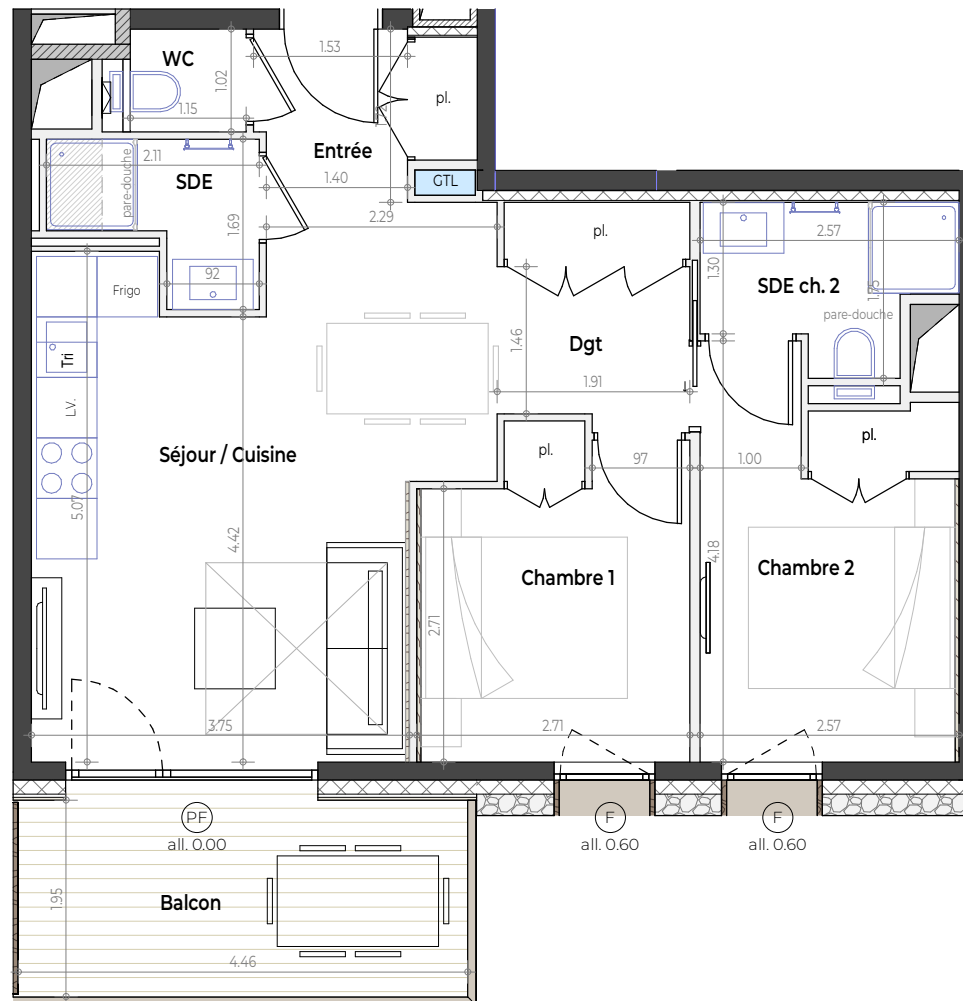 WC
1.53
1.02
1.15
pl.
Entrée
2.11
SDE
pare-douche
1.40
GTL
2.29
1.69
pl.
2.57
1.30
SDE ch. 2
pare-douche
92
Frigo
Tri
1.46
Dgt
1.91
LV.
Séjour / Cuisine
pl.
97
1.00
pl.
5.07
4.42
4.18
Chambre 1
Chambre 2
2.71
3.75
2.71
2.57
PF
all. 0.00
F
all. 0.60
F
all. 0.60
1.95
Balcon
4.46